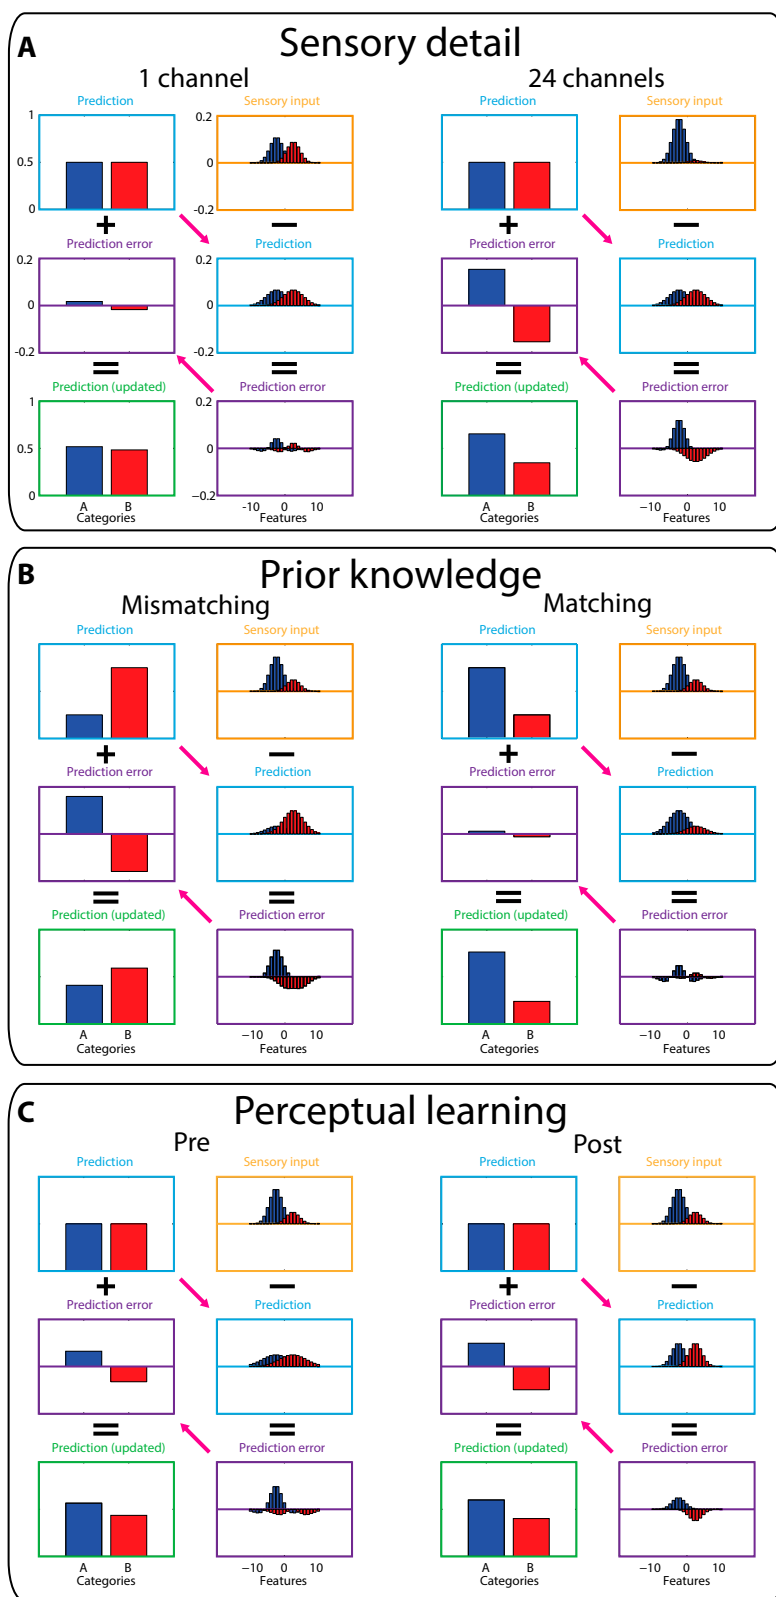 A
Sensory detail
1 channel
24 channels
Prediction
Sensory input
Prediction
Sensory input
1
0.5
0
0.2
0
-0.2
+
−
+
−
Prediction error
Prediction
Prediction error
Prediction
0.2
0
-0.2
=
=
=
=
Prediction (updated)
Prediction error
Prediction (updated)
Prediction error
1
0.5
0
0.2
0
−0.2
A B
-10 0 10
A B
−10 0 10
Categories
Features
Categories
Features
B
Prior knowledge
Mismatching
Matching
Prediction
Sensory input
Prediction
Sensory input
+
−
+
−
Prediction error
Prediction
Prediction error
Prediction
=
=
=
=
Prediction (updated)
Prediction error
Prediction (updated)
Prediction error
A B
−10 0 10
A B
−10 0 10
Categories
Features
Categories
Features
C
Perceptual learning
Pre
Post
Prediction
Sensory input
Prediction
Sensory input
+
−
+
−
Prediction error
Prediction
Prediction error
Prediction
=
=
=
=
Prediction (updated)
Prediction error
Prediction (updated)
Prediction error
A B
−10 0 10
A B
−10 0 10
Categories
Features
Categories
Features